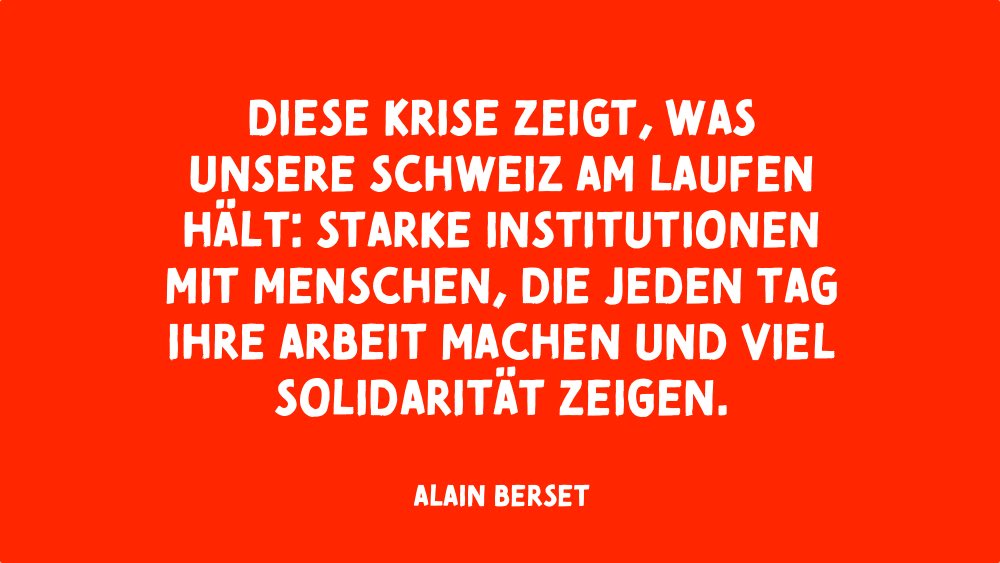 DIESE KRISE ZEIGT, WAS
UNSERE SCHWEIZ AM LAUFEN
HÄLT: STARKE INSTITUTIONEN
MIT MENSCHEN, DIE JEDEN TAG
IHRE ARBEIT MACHEN UND VIEL
SOLIDARITÄT ZEIGEN.
ALAIN BERSET